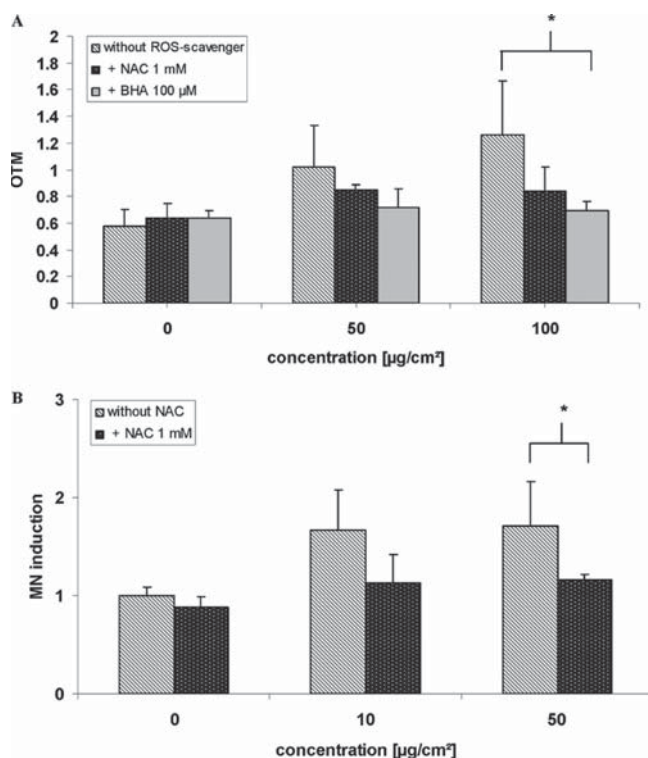 A
2
1.8
1.6
1.4
1.2
1
0.8
0.6
0.4
0.2
0
OTM
without ROS-scavenger
+ NAC 1 mM
+ BHA 100 µM
*
0 50 100
concentration [µg/cm²]
B
3
2
1
0
MN induction
without NAC
+ NAC 1 mM
*
0 10 50
concentration [µg/cm²]